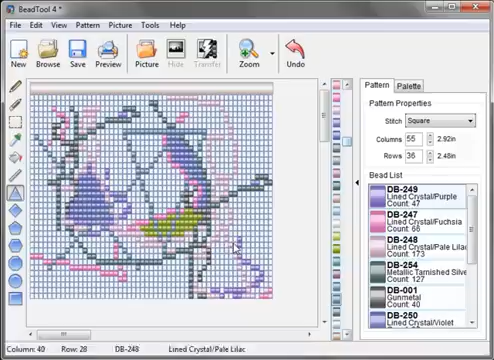 BeadTool 4 *
File Edit View Pattern Picture Tools Help
New Browse Save Preview Picture Hide Transfer Zoom Undo
Pattern Palette
Pattern Properties
Stitch Square
Columns 55 2.92in
Rows 36 2.48in
Bead List
DB-249
Lined Crystal/Purple
Count: 47
DB-247
Lined Crystal/Fuchsia
Count: 66
DB-248
Lined Crystal/Pale Lilac
Count: 173
DB-254
Metallic Tarnished Silve
Count: 127
DB-001
Gunmetal
Count: 40
DB-250
Lined Crystal/Violet
Column: 40 Row: 28 DB-248 Lined Crystal/Pale Lilac